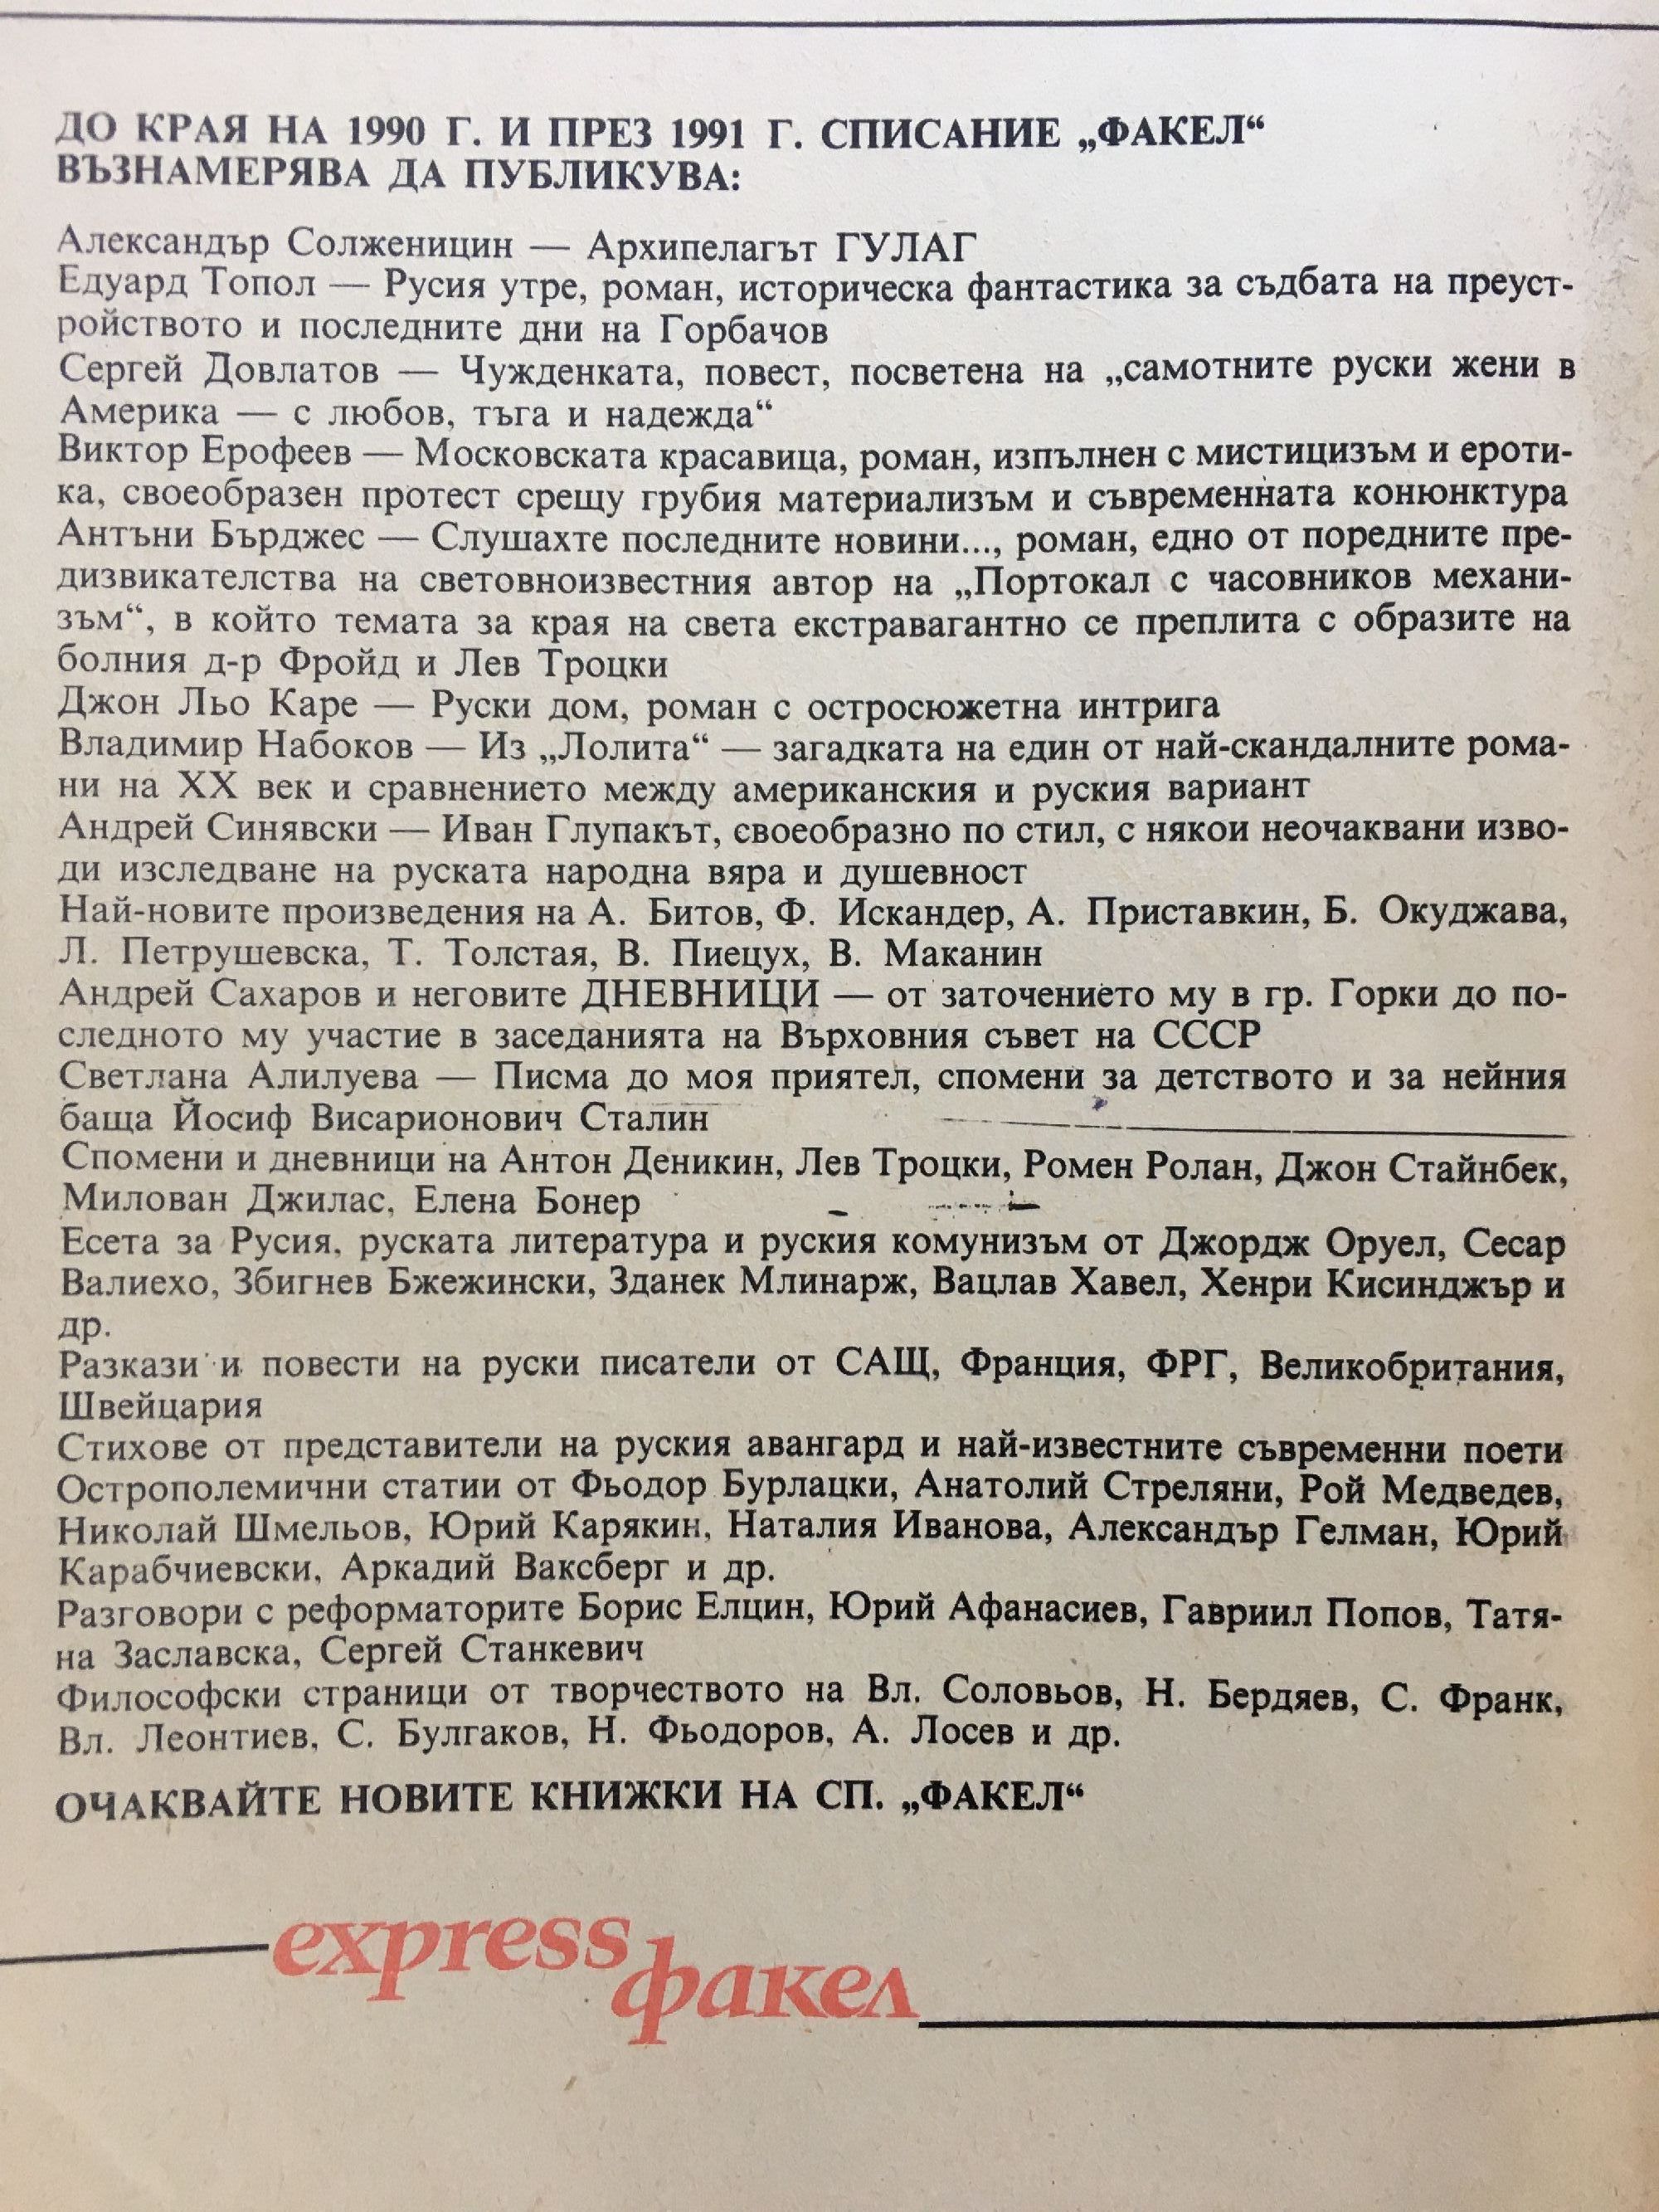 ДО КРАЯ НА 1990 Г. И ПРЕЗ 1991 Г. СПИСАНИЕ „ФАКЕЛ“
ВЪЗНАМЕРЯВА ДА ПУБЛИКУВА:
Александър Солженицин — Архипелагът ГУЛАГ
Едуард Топол — Русия утре, роман, историческа фантастика за съдбата на преуст-
ройството и последните дни на Горбачов
Сергей Довлатов — Чужденката, повест, посветена на „самотните руски жени в
Америка — с любов, тъга и надежда“
Виктор Ерофеев — Московската красавица, роман, изпълнен с мистицизъм и ероти-
ка, своеобразен протест срещу грубия материализъм и съвременната конюнктура
Антъни Бърджес — Слушахте последните новини..., роман, едно от поредните пре-
дизвикателства на световноизвестния автор на „Портокал с часовников механи-
зъм“, в който темата за края на света екстравагантно се преплита с образите на
болния д-р Фройд и Лев Троцки
Джон Льо Каре — Руски дом, роман с остросюжетна интрига
Владимир Набоков — Из „Лолита“ — загадката на един от най-скандалните рома-
ни на XX век и сравнението между американския и руския вариант
Андрей Синявски — Иван Глупакът, своеобразно по стил, с някои неочаквани изво-
ди изследване на руската народна вяра и душевност
Най-новите произведения на А. Битов, Ф. Искандер, А. Приставкин, Б. Окуджава,
Л. Петрушевска, Т. Толстая, В. Пиецух, В. Маканин
Андрей Сахаров и неговите ДНЕВНИЦИ — от заточението му в гр. Горки до по-
следното му участие в заседанията на Върховния съвет на СССР
Светлана Алилуева — Писма до моя приятел, спомени за детството и за нейния
баща Йосиф Висарионович Сталин
Спомени и дневници на Антон Деникин, Лев Троцки, Ромен Ролан, Джон Стайнбек,
Милован Джилас, Елена Бонер
Есета за Русия, руската литература и руския комунизъм от Джордж Оруел, Сесар
Валиехо, Збигнев Бжежински, Зданек Млинарж, Вацлав Хавел, Хенри Кисинджър и
др.
Разкази и повести на руски писатели от САЩ, Франция, ФРГ, Великобритания,
Швейцария
Стихове от представители на руския авангард и най-известните съвременни поети
Острополемични статии от Фьодор Бурлацки, Анатолий Стреляни, Рой Медведев,
Николай Шмельов, Юрий Карякин, Наталия Иванова, Александър Гелман, Юрий
Карабчиевски, Аркадий Ваксберг и др.
Разговори с реформаторите Борис Елцин, Юрий Афанасиев, Гавриил Попов, Татя-
на Заславска, Сергей Станкевич
Философски страници от творчеството на Вл. Соловьов, Н. Бердяев, С. Франк,
Вл. Леонтиев, С. Булгаков, Н. Фьодоров, А. Лосев и др.
ОЧАКВАЙТЕ НОВИТЕ КНИЖКИ НА СП. „ФАКЕЛ“
express
факел